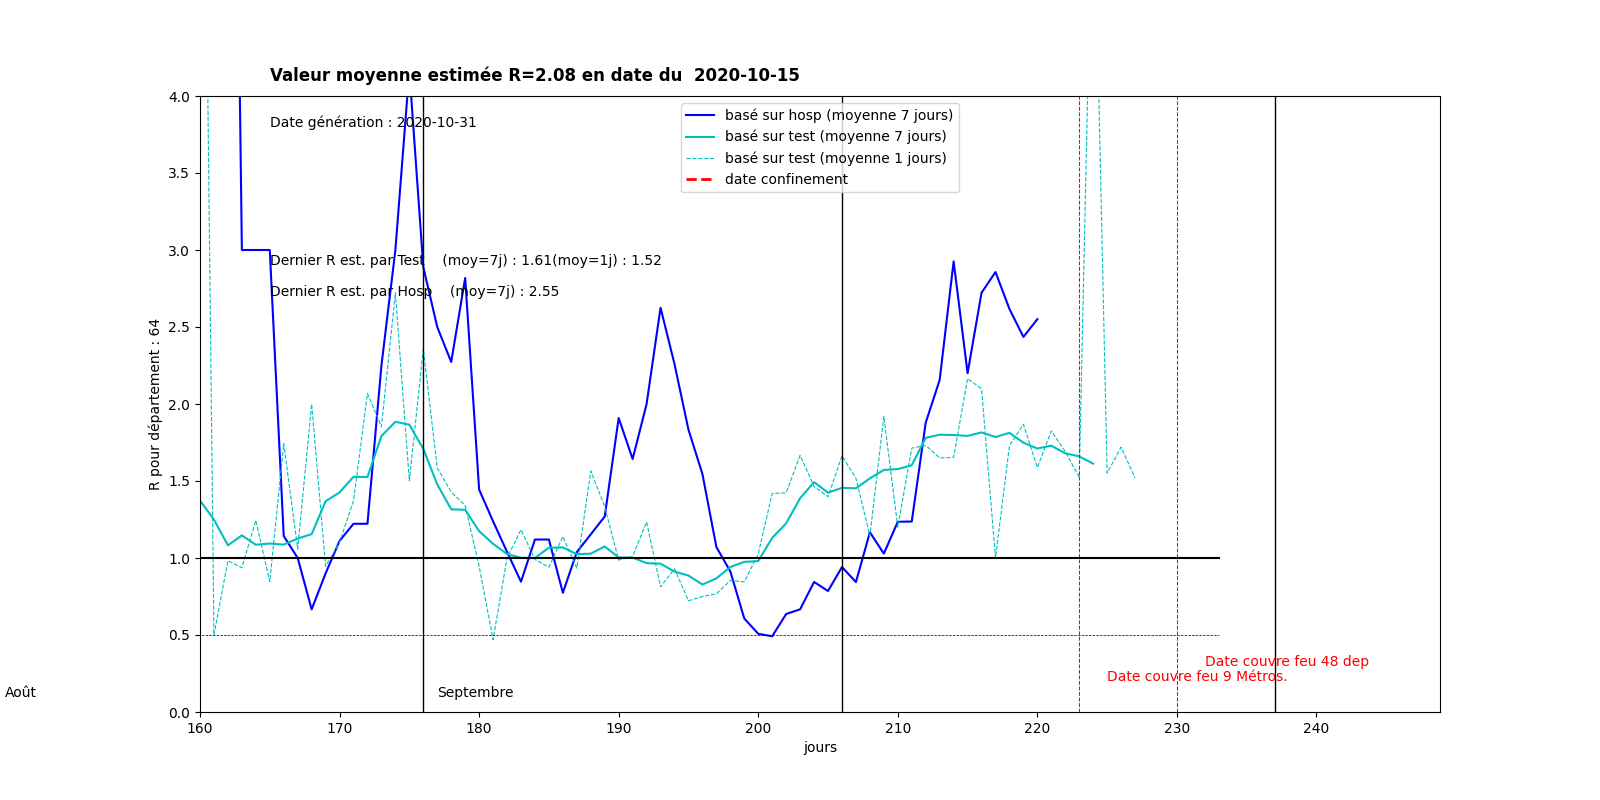 Valeur moyenne estimée R=2.08 en date du  2020-10-15
4.0
3.5
3.0
2.5
2.0
1.5
1.0
0.5
0.0
R pour département : 64
Date génération : 2020-10-31
basé sur hosp (moyenne 7 jours)
basé sur test (moyenne 7 jours)
basé sur test (moyenne 1 jours)
date confinement
Dernier R est. par Test    (moy=7j) : 1.61(moy=1j) : 1.52
Dernier R est. par Hosp    (moy=7j) : 2.55
Date couvre feu 48 dep
Date couvre feu 9 Métros.
Août
Septembre
160 170 180 190 200 210 220 230 240
jours